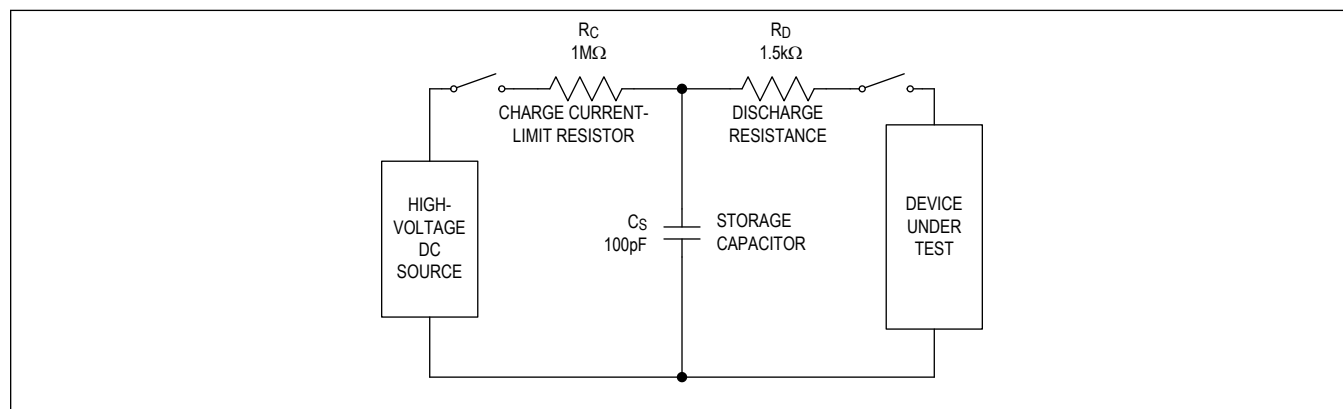 RC
1MΩ
CHARGE CURRENT-
LIMIT RESISTOR
RD
1.5kΩ
DISCHARGE
RESISTANCE
HIGH-
VOLTAGE
DC
SOURCE
CS
100pF
STORAGE
CAPACITOR
DEVICE
UNDER
TEST